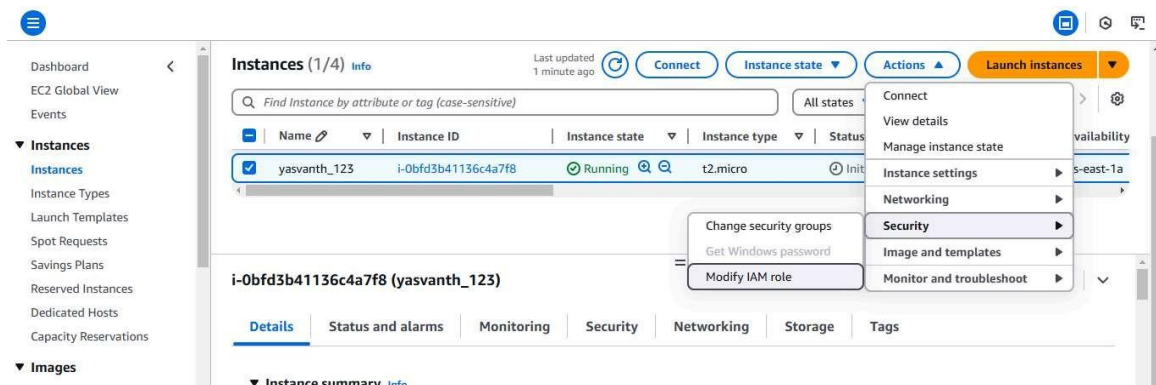 Dashboard
EC2 Global View
Events
Instances
Instances
Instance Types
Launch Templates
Spot Requests
Savings Plans
Reserved Instances
Dedicated Hosts
Capacity Reservations
Images
Instances (1/4) Info
Last updated
1 minute ago
Connect
Instance state
Actions
Launch instances
Find Instance by attribute or tag (case-sensitive)
All states
Name Instance ID Instance state Instance type Status vailability
yasvanth_123 i-0bfd3b41136c4a7f8 Running t2.micro Init s-east-1a
Connect
View details
Manage instance state
Instance settings
Networking
Security
Image and templates
Monitor and troubleshoot
Change security groups
Get Windows password
Modify IAM role
i-0bfd3b41136c4a7f8 (yasvanth_123)
Details Status and alarms Monitoring Security Networking Storage Tags
Instance summary Info